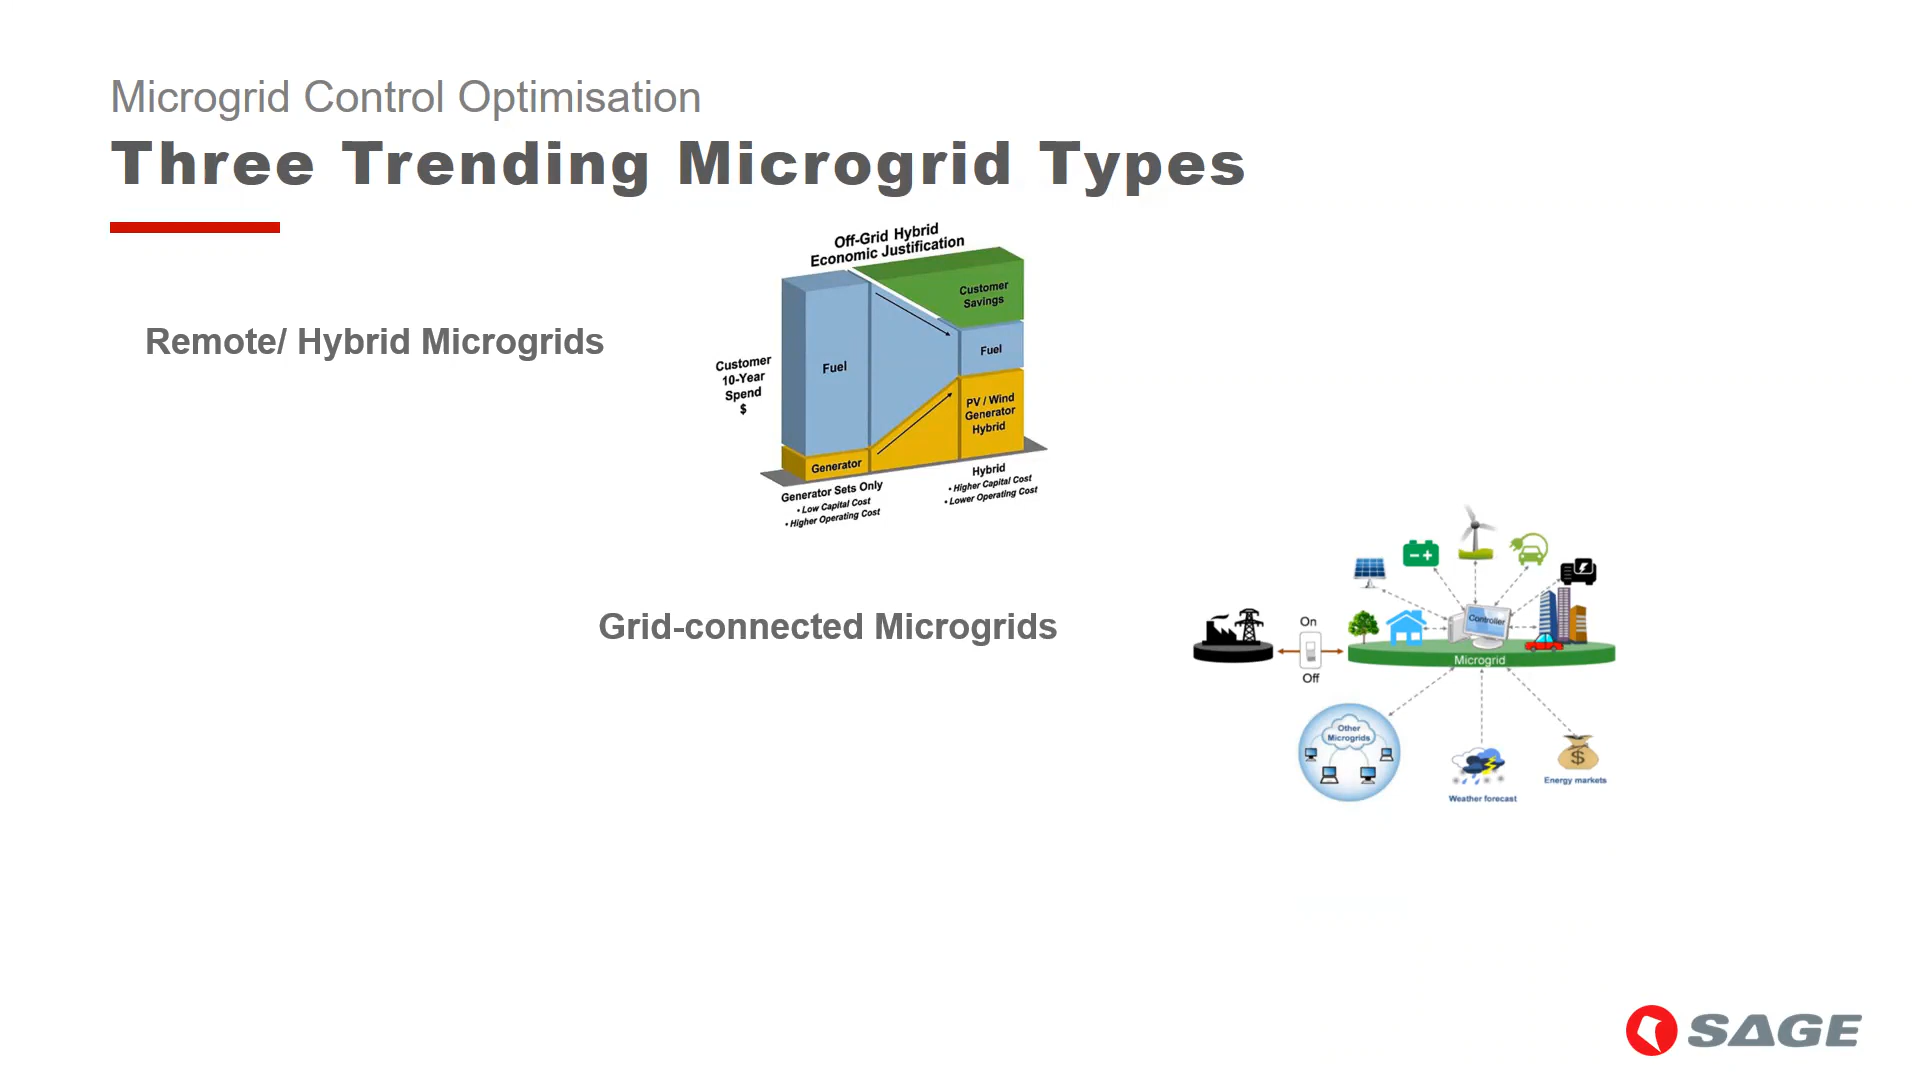 Microgrid Control Optimisation
Three Trending Microgrid Types
Remote/ Hybrid Microgrids
Off-Grid Hybrid
Economic Justification
Customer
10-Year
Spend
$
Fuel
Generator
Customer
Savings
Fuel
PV / Wind
Generator
Hybrid
Generator Sets Only
• Low Capital Cost
• Higher Operating Cost
Hybrid
• Higher Capital Cost
• Lower Operating Cost
Grid-connected Microgrids
On
Off
Controller
Microgrid
Other
Microgrids
Weather forecast
$
Energy markets
SAGE